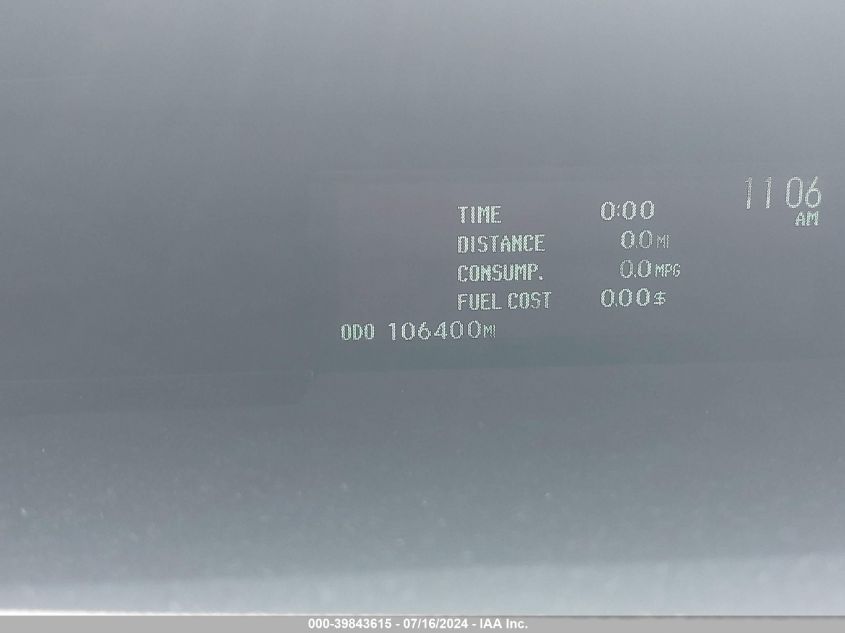 11 06
AM
TIME 0:00
DISTANCE 0.0 MI
CONSUMP. 0.0 MPG
FUEL COST 0.00 $
ODO 106400 MI
000-39843615 - 07/16/2024 - IAA Inc.